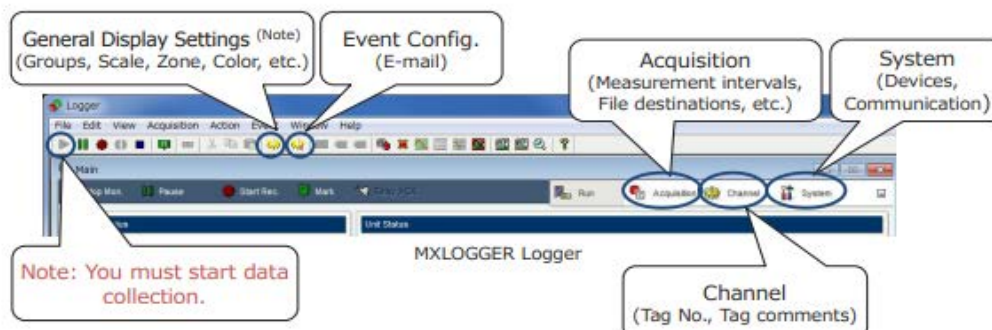 General Display Settings (Note)
(Groups, Scale, Zone, Color, etc.)
Event Config.
(E-mail)
Acquisition
(Measurement intervals,
File destinations, etc.)
System
(Devices,
Communication)
Logger
File Edit View Acquisition Action Event Window Help
Main
Mon. Pause Start Rec. Mark Run Acquisition Channel System
Unit Status
MXLOGGER Logger
Note: You must start data
collection.
Channel
(Tag No., Tag comments)